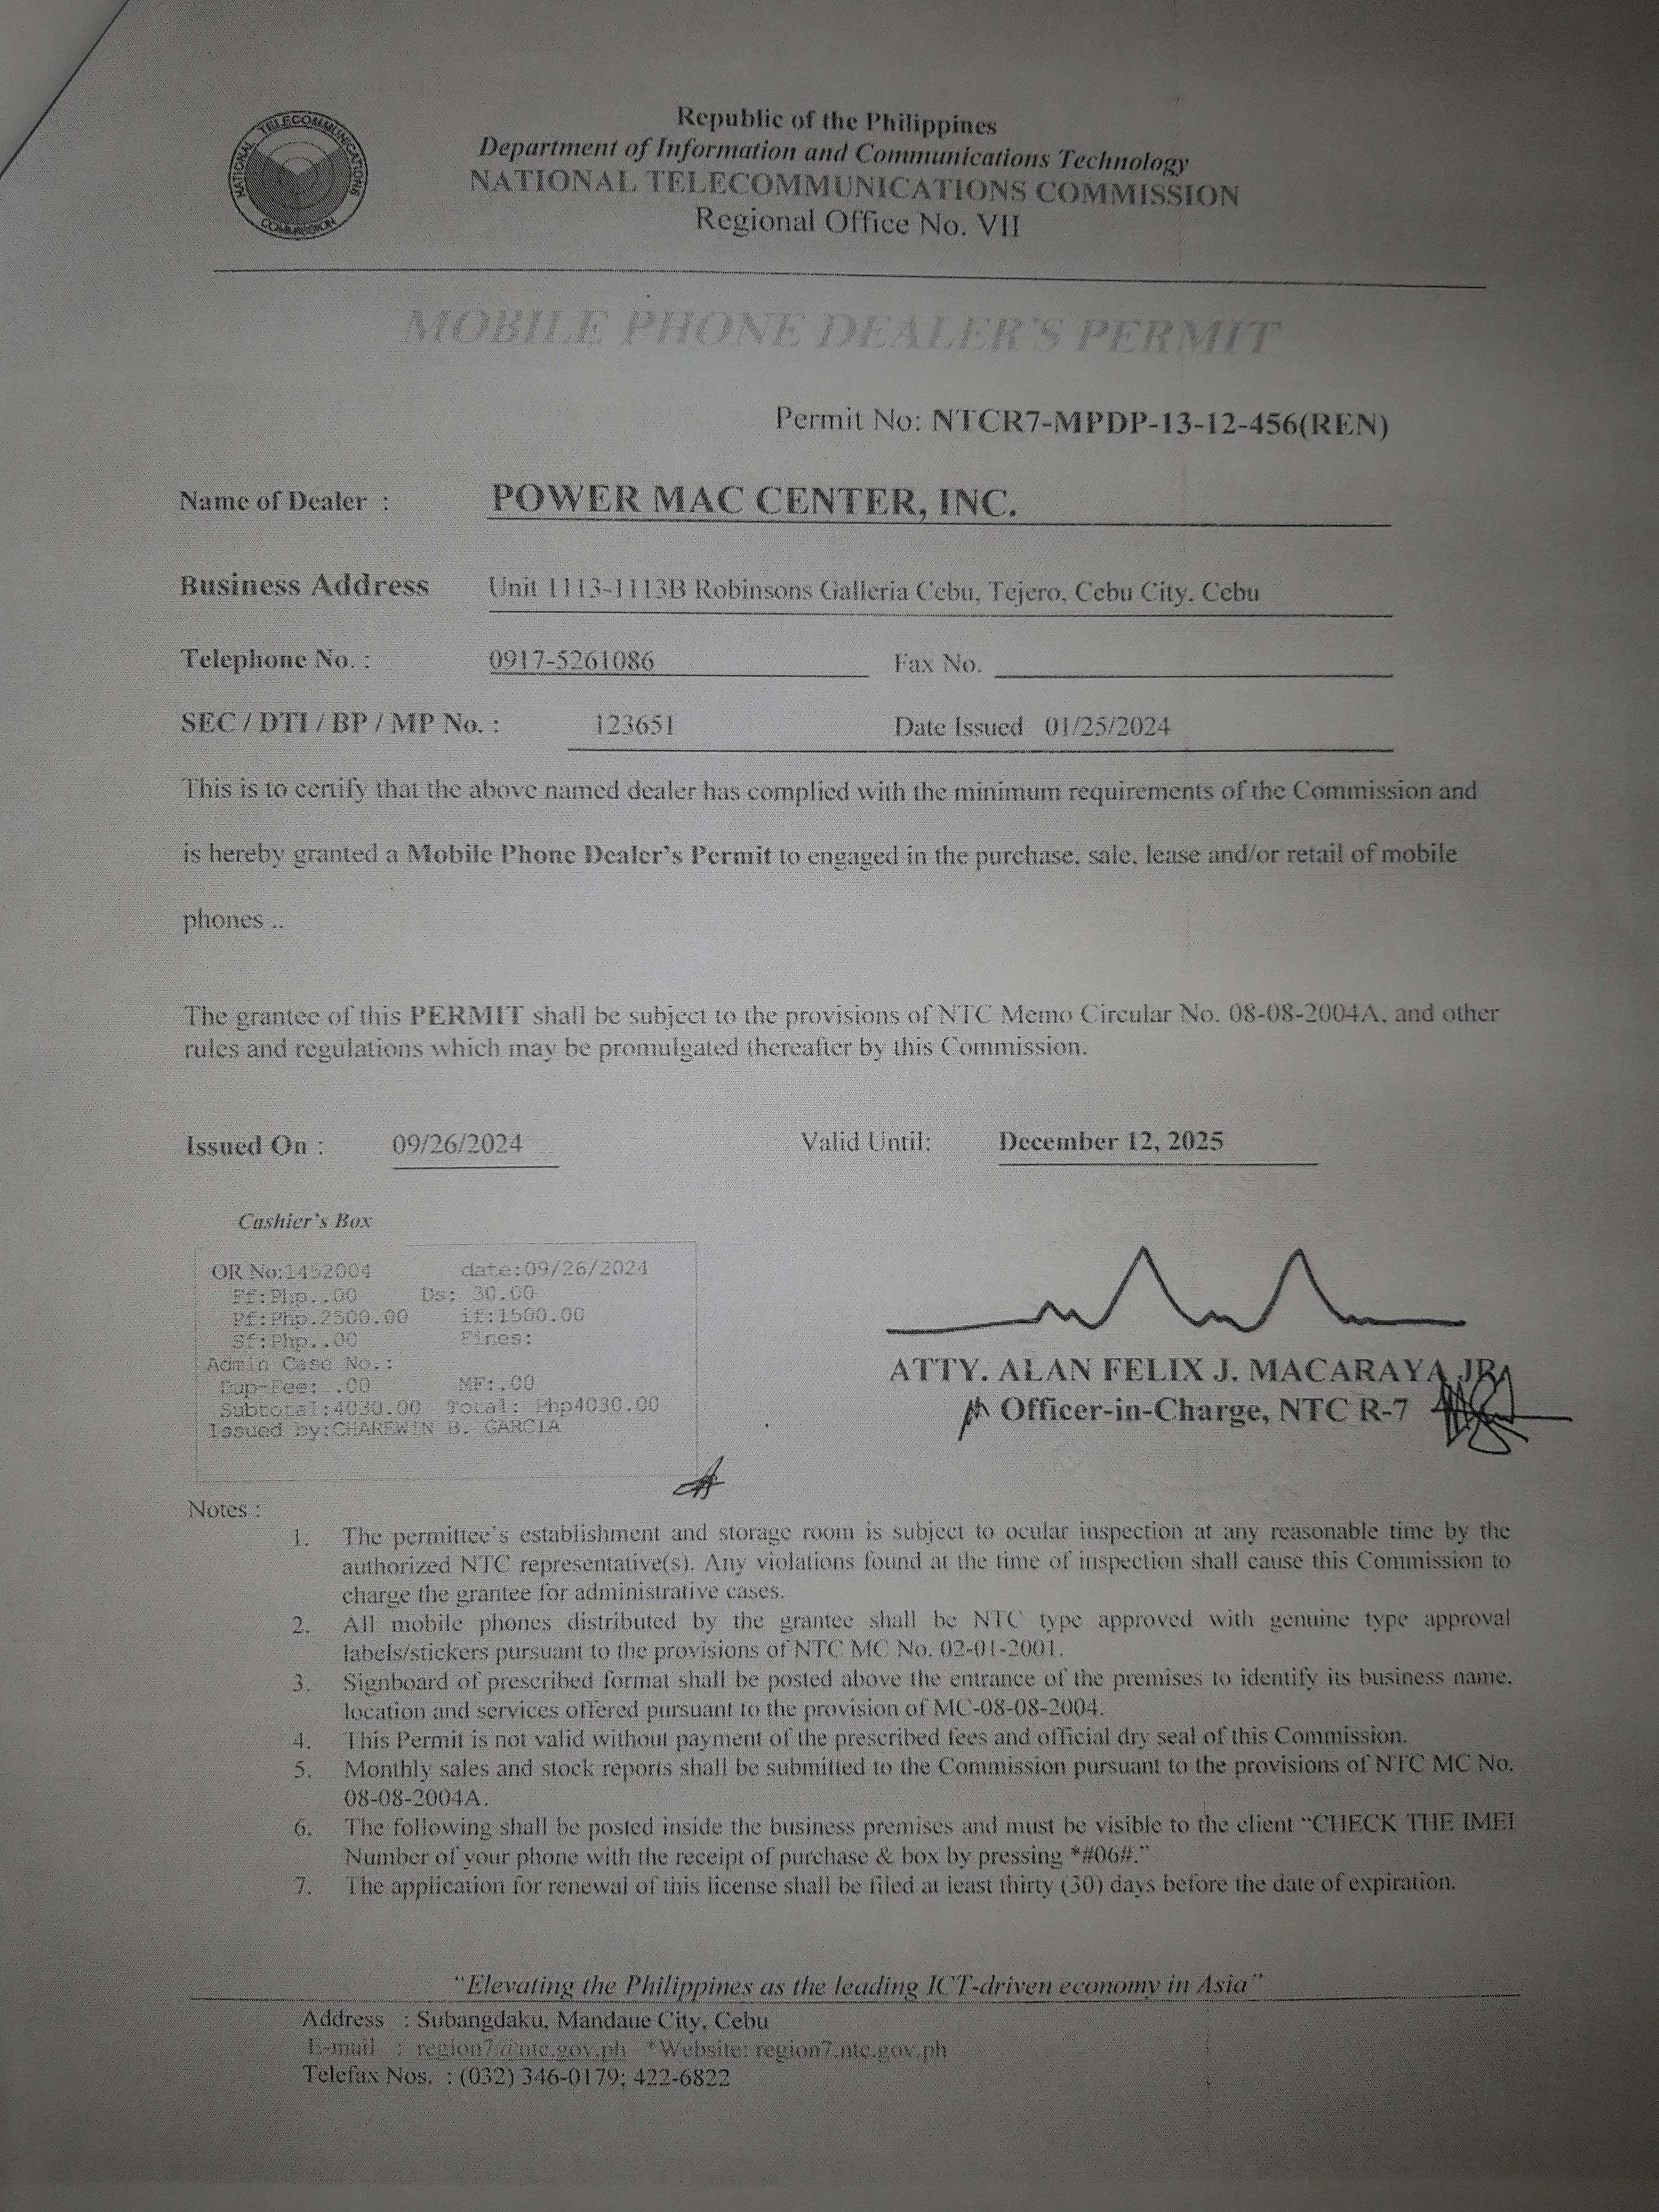 NATIONAL TELECOMMUNICATIONS COMMISSION
Republic of the Philippines
Department of Information and Communications Technology
NATIONAL TELECOMMUNICATIONS COMMISSION
Regional Office No. VII
MOBILE PHONE DEALER'S PERMIT
Permit No: NTCR7-MPDP-13-12-456(REN)
Name of Dealer : POWER MAC CENTER, INC.
Business Address Unit 1113-1113B Robinsons Galleria Cebu, Tejero, Cebu City. Cebu
Telephone No. : 0917-5261086 Fax No.
SEC / DTI / BP / MP No. : 123651 Date Issued 01/25/2024
This is to certify that the above named dealer has complied with the minimum requirements of the Commission and
is hereby granted a Mobile Phone Dealer's Permit to engaged in the purchase, sale, lease and/or retail of mobile
phones ..
The grantee of this PERMIT shall be subject to the provisions of NTC Memo Circular No. 08-08-2004A, and other
rules and regulations which may be promulgated thereafter by this Commission.
Issued On : 09/26/2024 Valid Until: December 12, 2025
Cashier's Box
OR No:1452004 date:09/26/2024
Ff:Php..00 Ds: 30.00
Pf:Php.2500.00 if:1500.00
Sf:Php..00 Fines:
Admin Case No.:
Dup-Fee: .00 MF:.00
Subtotal:4030.00 Total: Php4030.00
Issued by:CHAREWIN B. GARCIA
ATTY. ALAN FELIX J. MACARAYA JR.
Officer-in-Charge, NTC R-7
Notes :
1. The permittee's establishment and storage room is subject to ocular inspection at any reasonable time by the
authorized NTC representative(s). Any violations found at the time of inspection shall cause this Commission to
charge the grantee for administrative cases.
2. All mobile phones distributed by the grantee shall be NTC type approved with genuine type approval
labels/stickers pursuant to the provisions of NTC MC No. 02-01-2001.
3. Signboard of prescribed format shall be posted above the entrance of the premises to identify its business name,
location and services offered pursuant to the provision of MC-08-08-2004.
4. This Permit is not valid without payment of the prescribed fees and official dry seal of this Commission.
5. Monthly sales and stock reports shall be submitted to the Commission pursuant to the provisions of NTC MC No.
08-08-2004A.
6. The following shall be posted inside the business premises and must be visible to the client "CHECK THE IMEI
Number of your phone with the receipt of purchase & box by pressing *#06#."
7. The application for renewal of this license shall be filed at least thirty (30) days before the date of expiration.
"Elevating the Philippines as the leading ICT-driven economy in Asia"
Address : Subangdaku, Mandaue City, Cebu
E-mail : region7@ntc.gov.ph *Website: region7.ntc.gov.ph
Telefax Nos. : (032) 346-0179; 422-6822